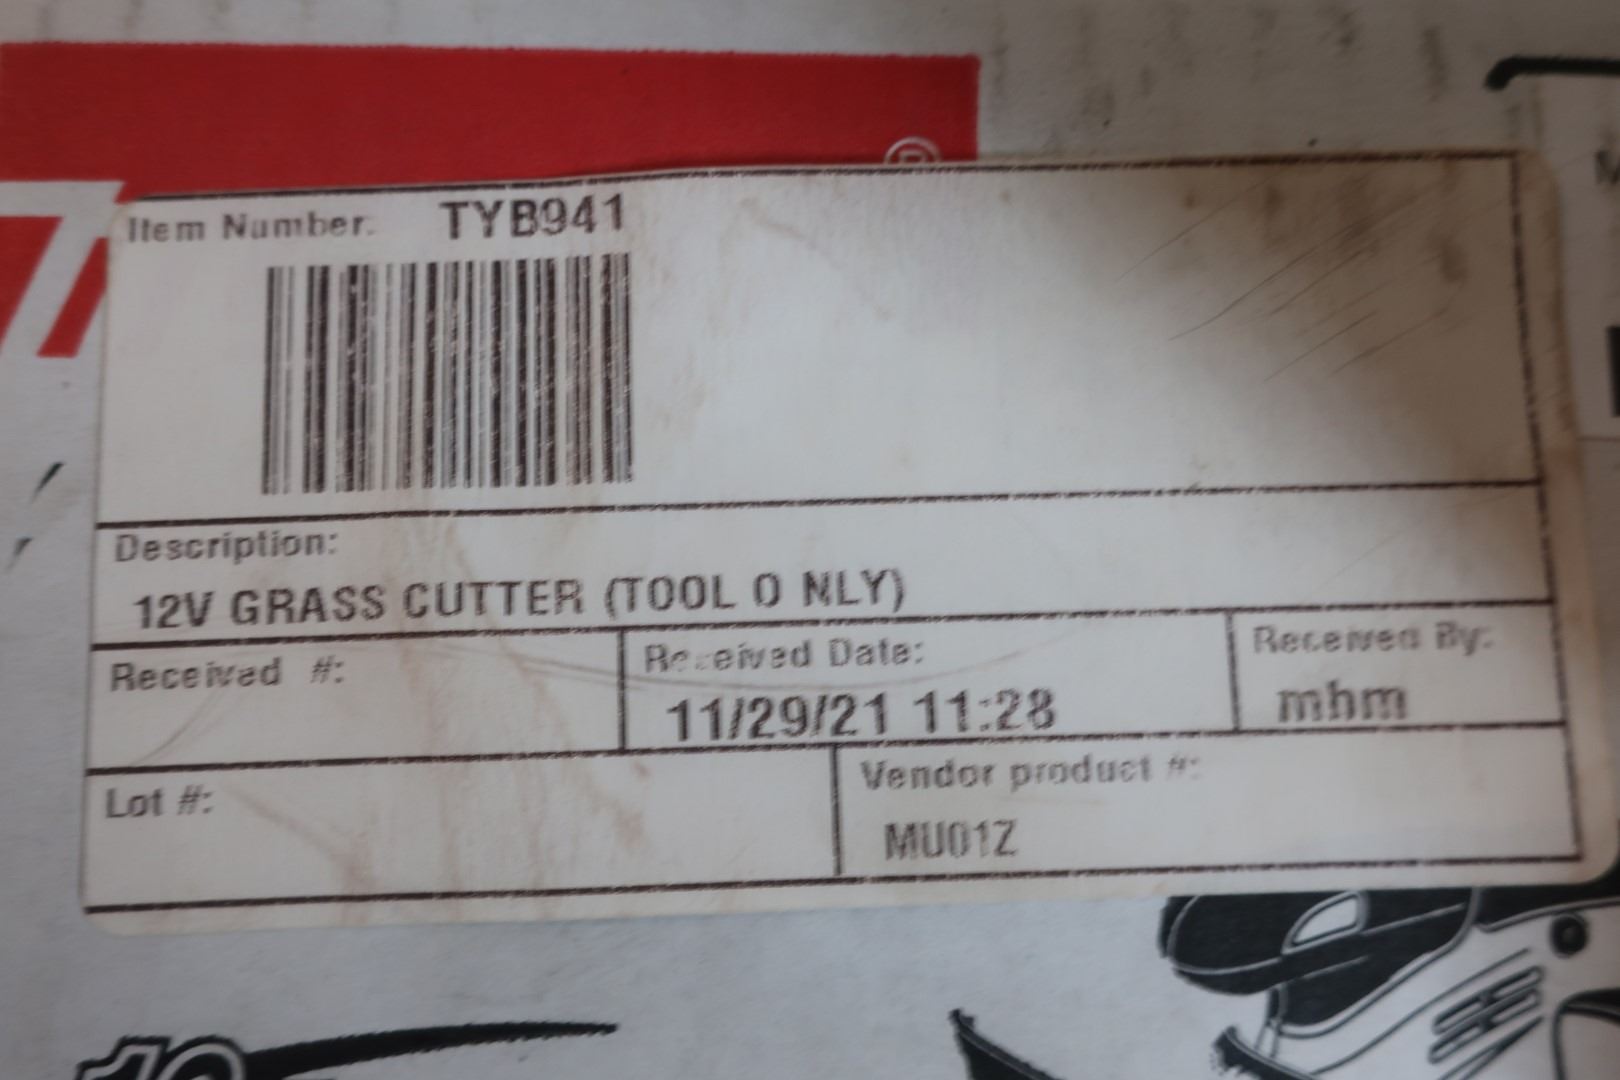 ®
Item Number: TYB941
Description:
12V GRASS CUTTER (TOOL O NLY)
Received #:
Received Date:
11/29/21 11:28
Received By:
mhm
Lot #:
Vendor product #:
MU01Z
12